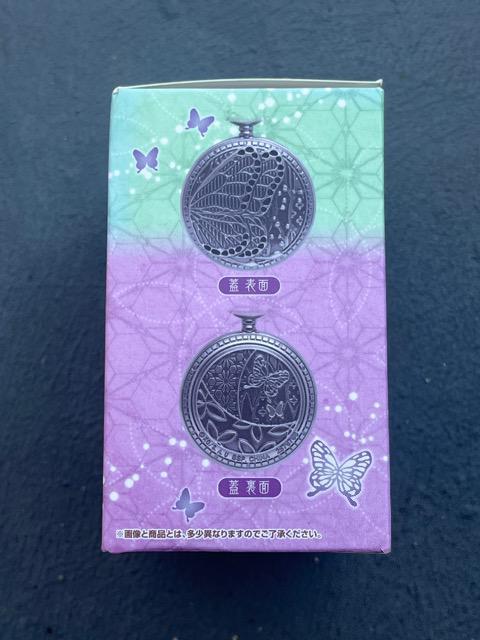 蓋 表面
蓋 裏面
※画像と商品とは、多少異なりますのでご了承ください。